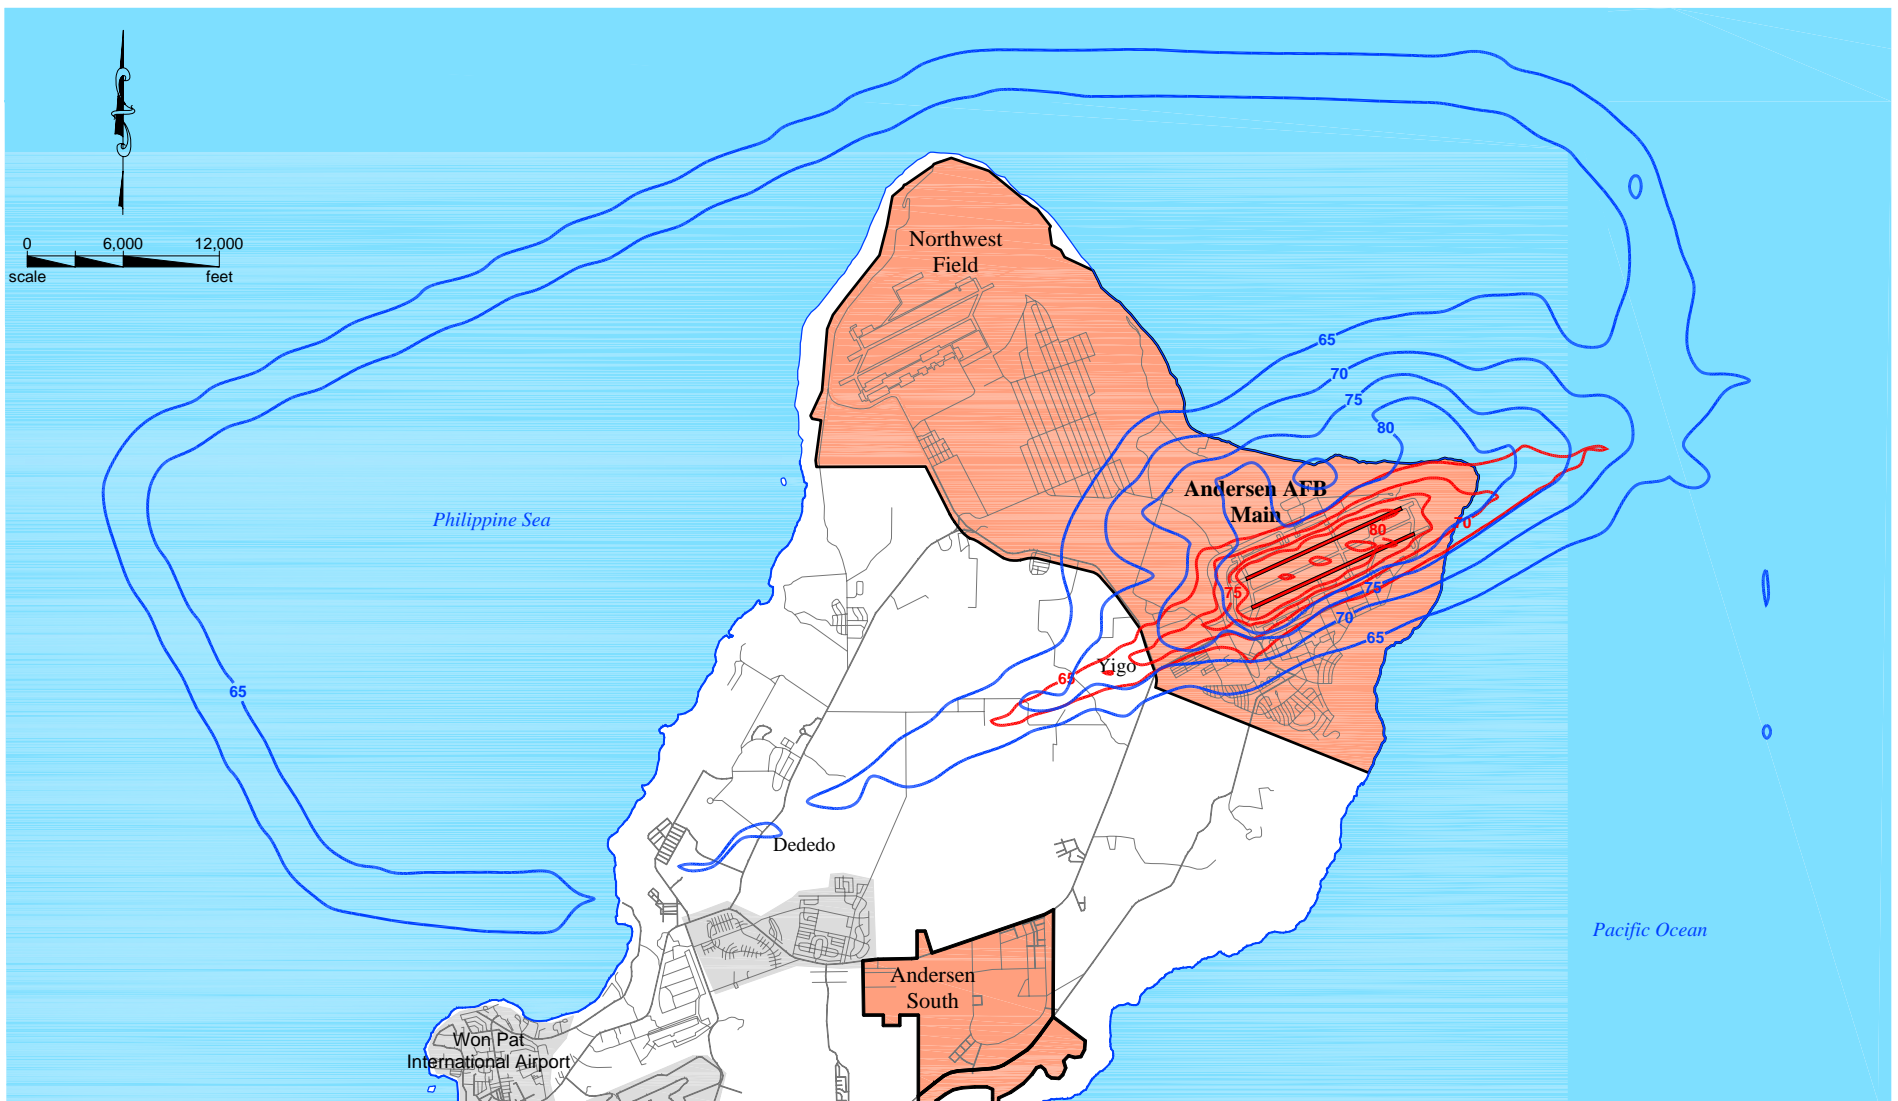 0 6,000 12,000
scale feet
Northwest
Field
65
70
75
80
Andersen AFB
Main
Philippine Sea
70
80
75
75
70
65
Yigo
65
65
Dededo
Pacific Ocean
Andersen
South
Won Pat
International Airport